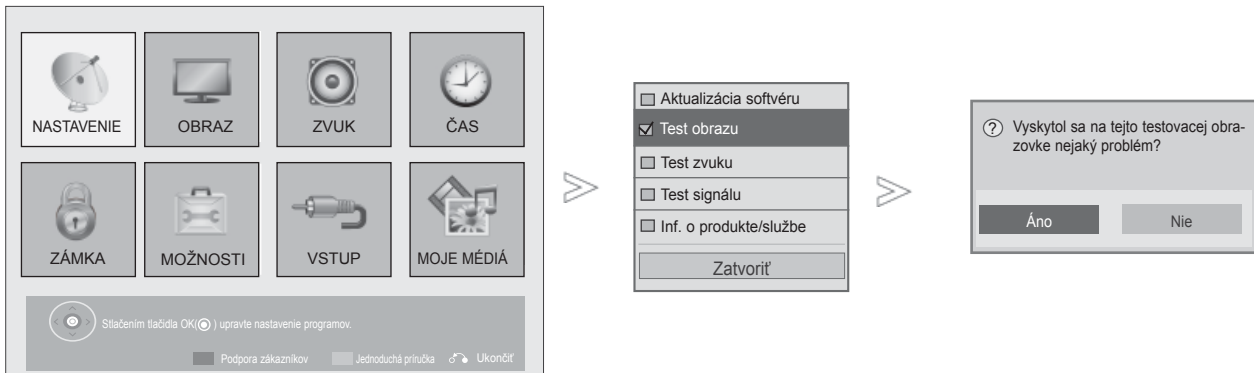 NASTAVENIE
OBRAZ
ZVUK
ČAS
ZÁMKA
MOŽNOSTI
VSTUP
MOJE MÉDIÁ
Stlačením tlačidla OK(◉) upravte nastavenie programov.
Podpora zákazníkov
Jednoduchá príručka
Ukončiť
Aktualizácia softvéru
Test obrazu
Test zvuku
Test signálu
Inf. o produkte/službe
Zatvoriť
Vyskytol sa na tejto testovacej obra-
zovke nejaký problém?
Áno
Nie